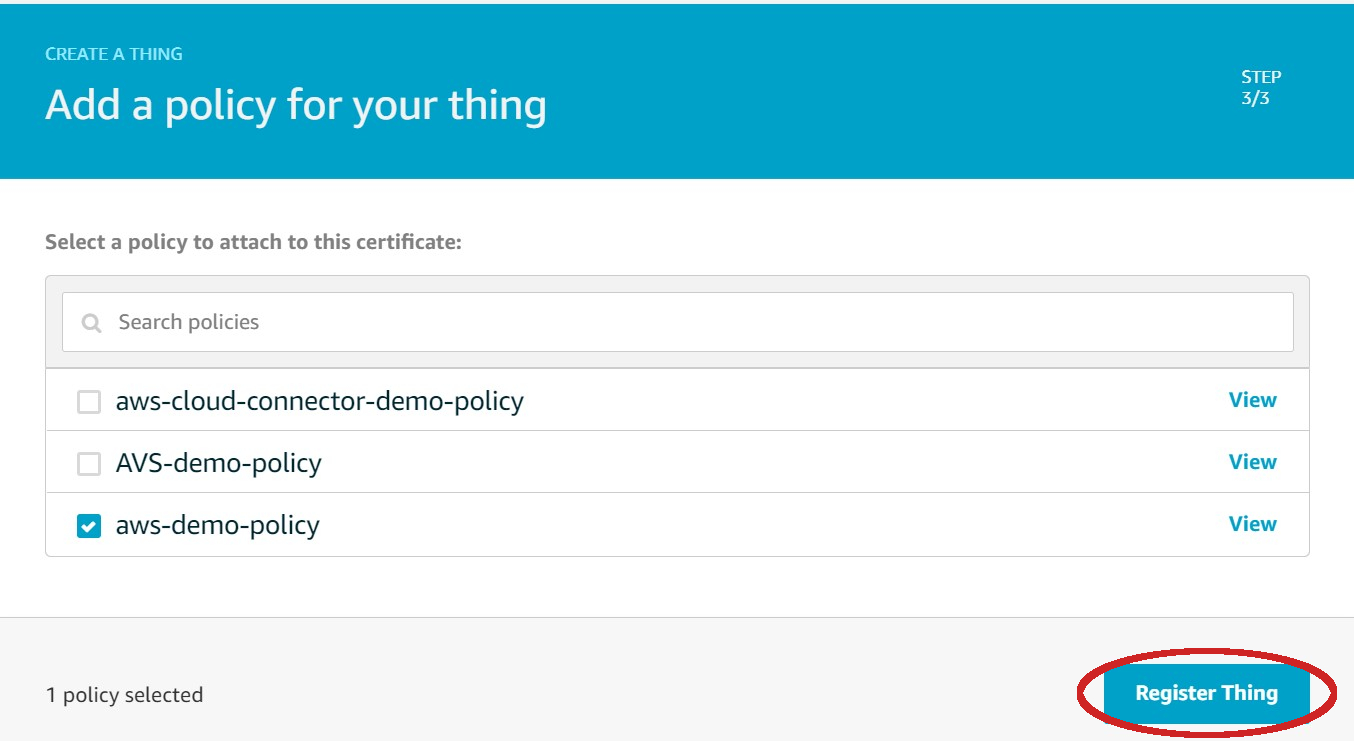 CREATE A THING
Add a policy for your thing
STEP
3/3
Select a policy to attach to this certificate:
Search policies
aws-cloud-connector-demo-policy View
AVS-demo-policy View
aws-demo-policy View
1 policy selected
Register Thing